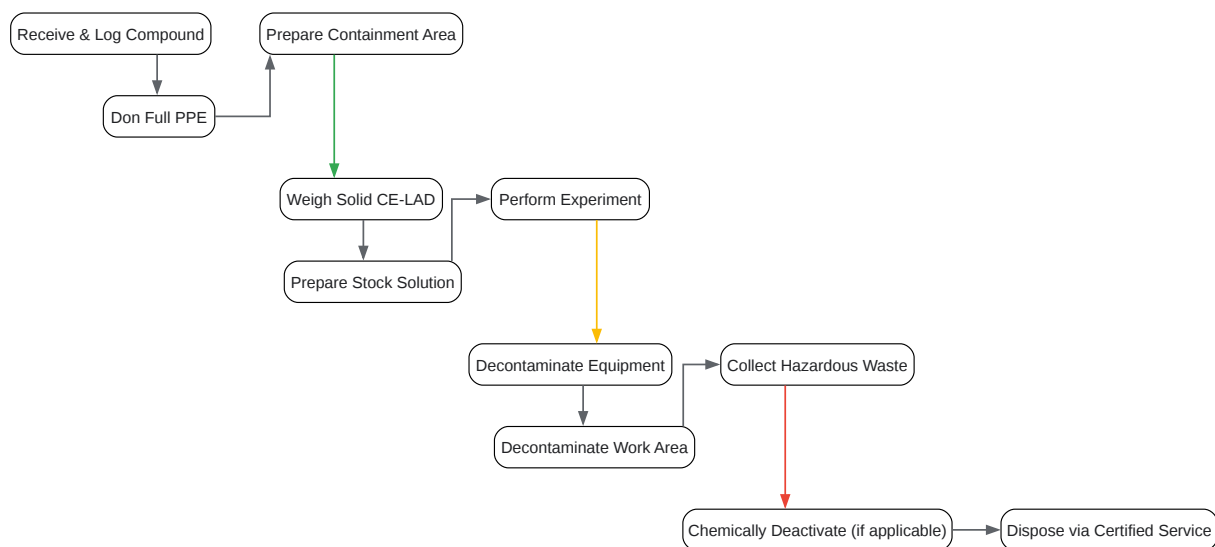 Receive & Log Compound
Prepare Containment Area
Don Full PPE
Weigh Solid CE-LAD
Perform Experiment
Prepare Stock Solution
Decontaminate Equipment
Collect Hazardous Waste
Decontaminate Work Area
Chemically Deactivate (if applicable)
Dispose via Certified Service